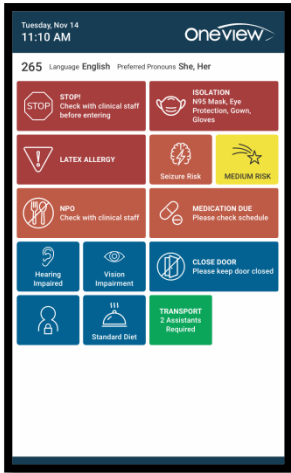 Tuesday, Nov 14
11:10 AM
oneview
265 Language English Preferred Pronouns She, Her
STOP
STOP!
Check with clinical staff
before entering
ISOLATION
N95 Mask, Eye
Protection, Gown,
Gloves
LATEX ALLERGY
Seizure Risk
MEDIUM RISK
NPO
Check with clinical staff
MEDICATION DUE
Please check schedule
Hearing
Impaired
Vision
Impairment
CLOSE DOOR
Please keep door closed
Standard Diet
TRANSPORT
2 Assistants
Required